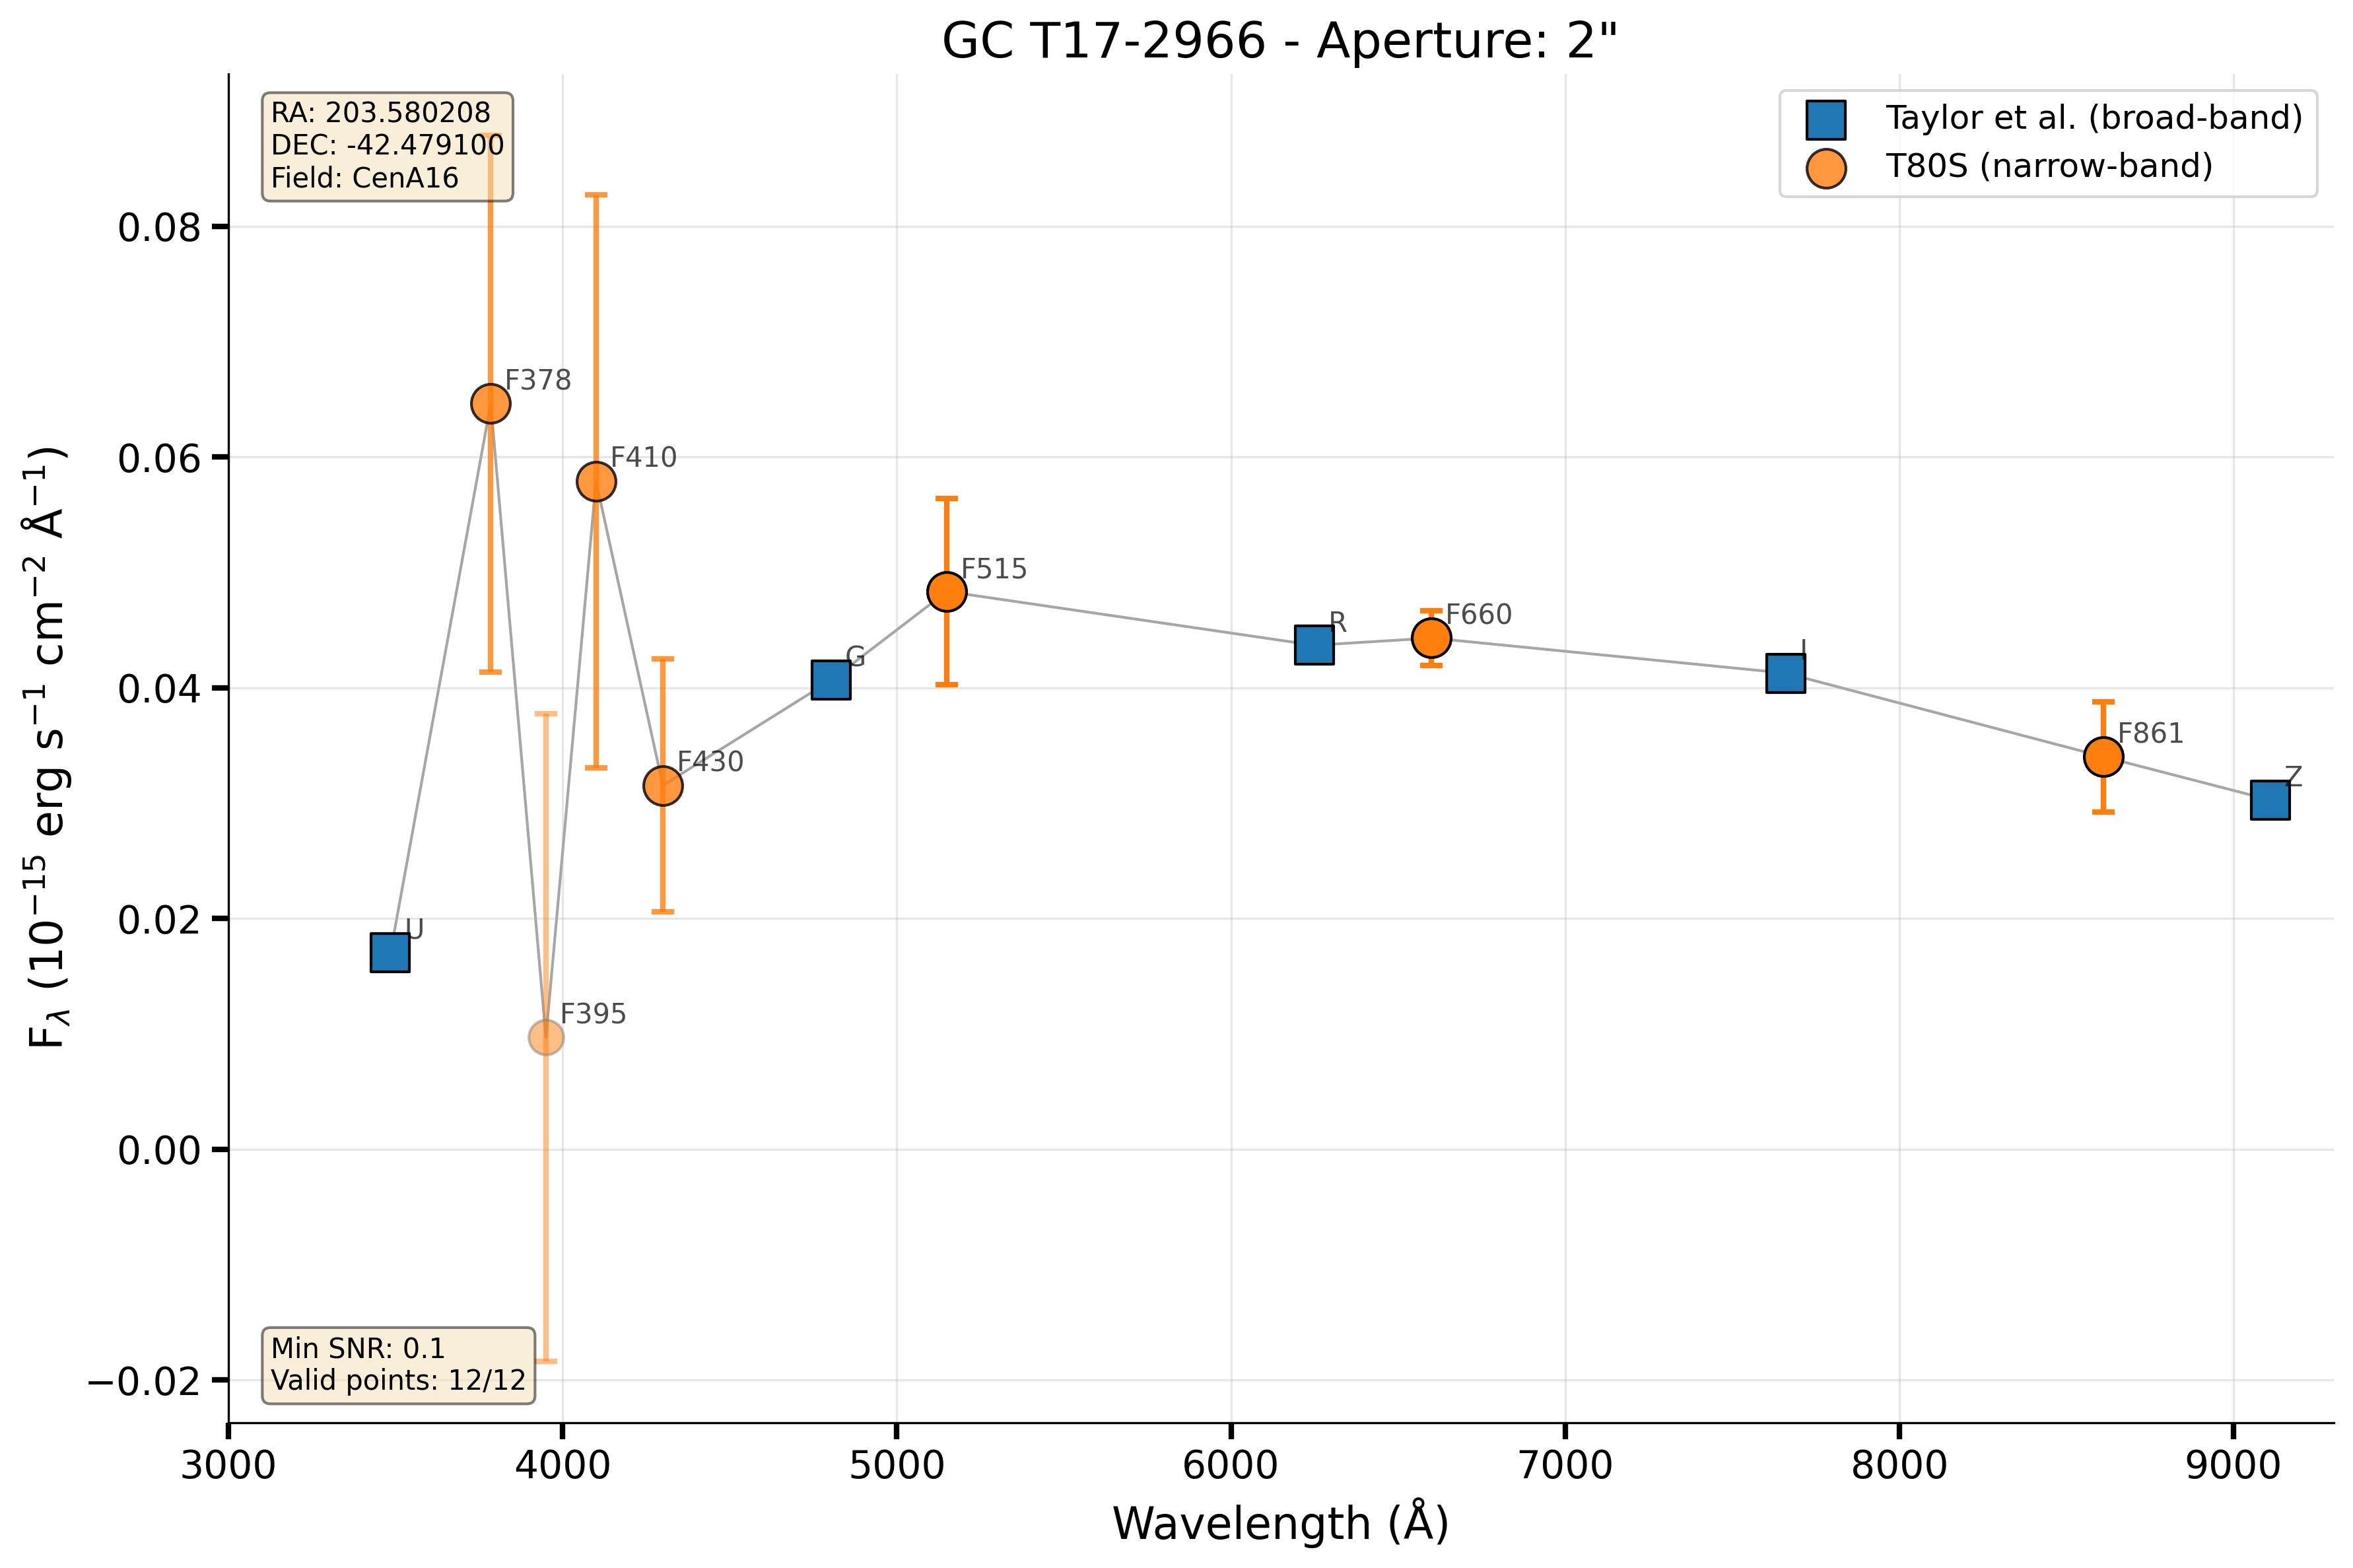 GC T17-2966 - Aperture: 2"
RA: 203.580208
DEC: -42.479100
Field: CenA16
Taylor et al. (broad-band)
T80S (narrow-band)
F378
F410
F515
R
F660
G
I
F430
F861
Z
U
F395
Min SNR: 0.1
Valid points: 12/12
0.08
0.06
0.04
0.02
0.00
−0.02
F$_{λ}$ (10$^{−15}$ erg s$^{−1}$ cm$^{−2}$ Å$^{−1}$)
3000 4000 5000 6000 7000 8000 9000
Wavelength (Å)